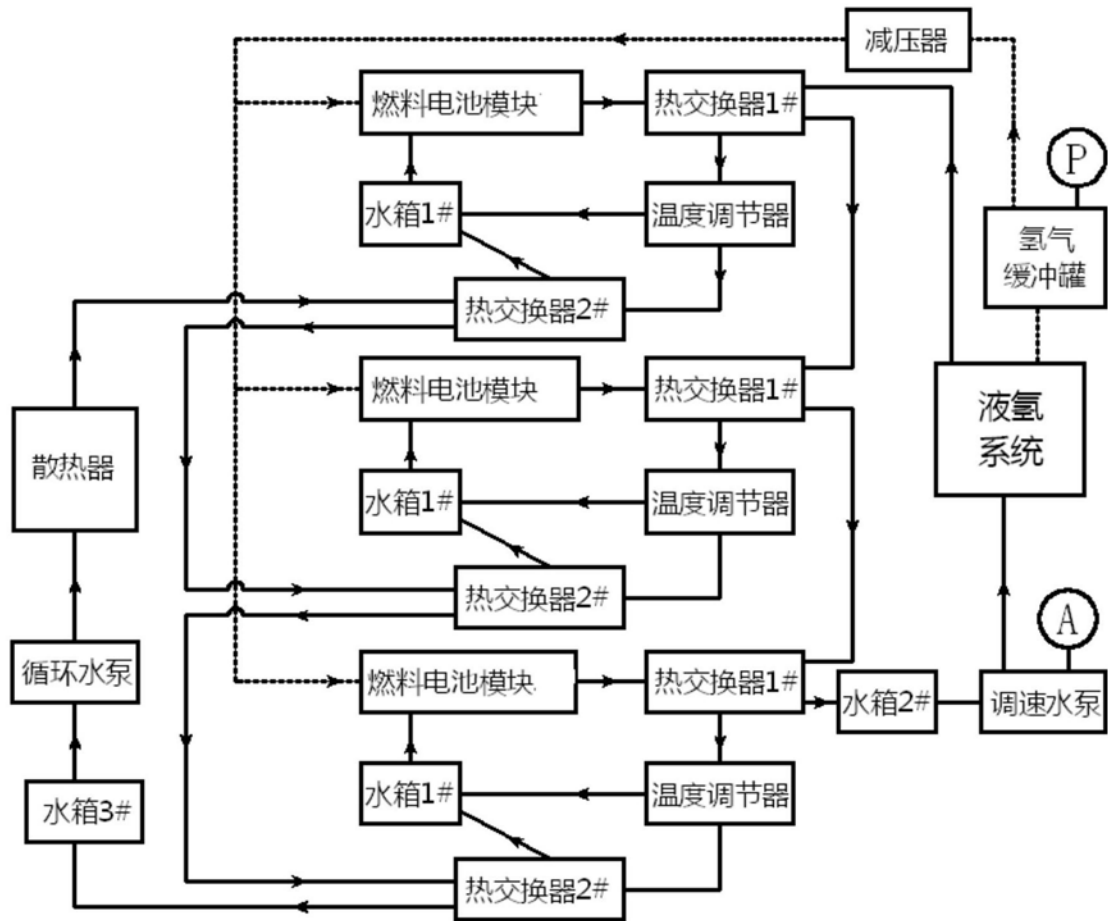 减压器
燃料电池模块
热交换器1#
P
水箱1#
温度调节器
氢气
缓冲罐
热交换器2#
燃料电池模块
热交换器1#
液氢
系统
散热器
水箱1#
温度调节器
热交换器2#
A
循环水泵
燃料电池模块
热交换器1#
水箱2#
调速水泵
水箱3#
水箱1#
温度调节器
热交换器2#